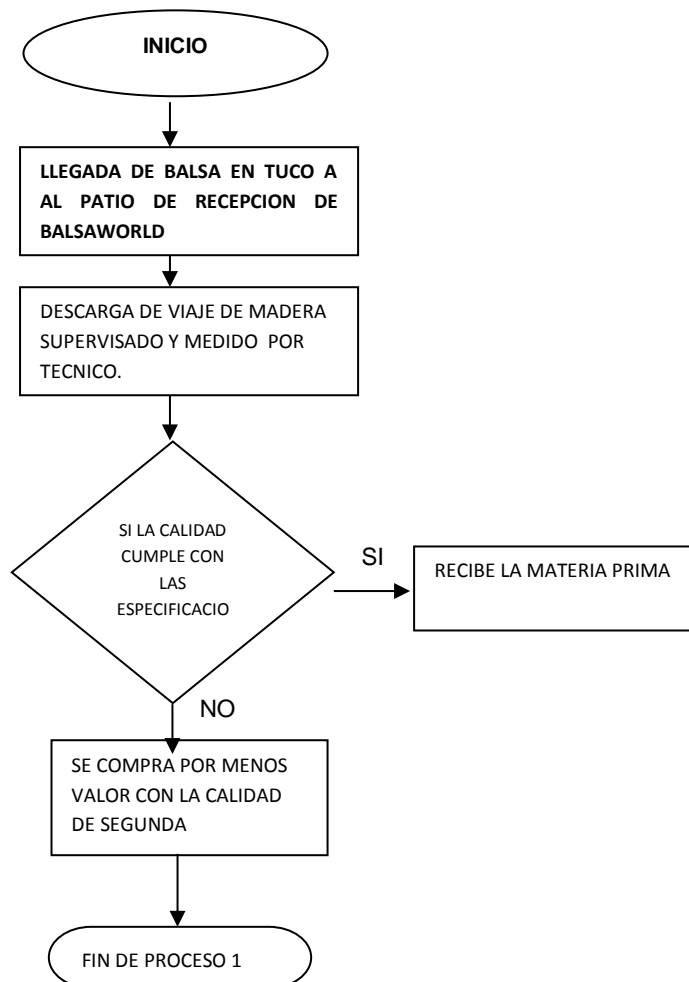 INICIO
LLEGADA DE BALSA EN TUCO A
AL PATIO DE RECEPCION DE
BALSAWORLD
DESCARGA DE VIAJE DE MADERA
SUPERVISADO Y MEDIDO POR
TECNICO.
SI LA CALIDAD
CUMPLE CON
LAS
ESPECIFICACIO
SI
RECIBE LA MATERIA PRIMA
NO
SE COMPRA POR MENOS
VALOR CON LA CALIDAD
DE SEGUNDA
FIN DE PROCESO 1